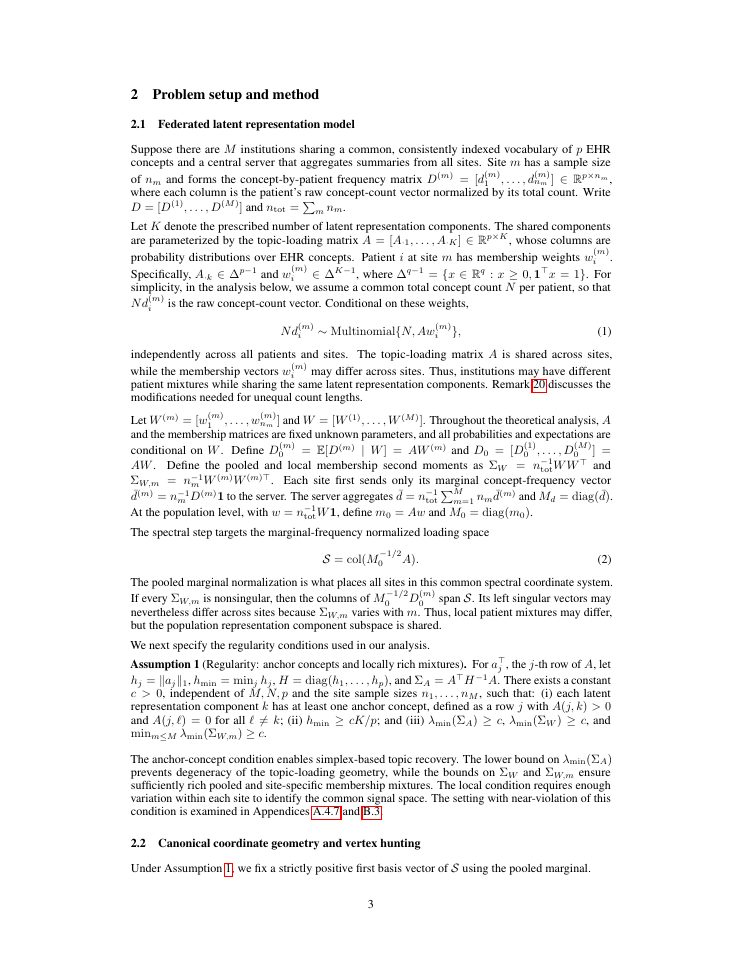 2 Problem setup and method
2.1 Federated latent representation model
Suppose there are M institutions sharing a common, consistently indexed vocabulary of p EHR
concepts and a central server that aggregates summaries from all sites. Site m has a sample size
of n_m and forms the concept-by-patient frequency matrix D^{(m)} = [d_1^{(m)}, . . . , d_{n_m}^{(m)}] ∈ ℝ^{p×n_m},
where each column is the patient's raw concept-count vector normalized by its total count. Write
D = [D^{(1)}, . . . , D^{(M)}] and n_{tot} = ∑_m n_m.
Let K denote the prescribed number of latent representation components. The shared components
are parameterized by the topic-loading matrix A = [A_{·1}, . . . , A_{·K}] ∈ ℝ^{p×K}, whose columns are
probability distributions over EHR concepts. Patient i at site m has membership weights w_i^{(m)}.
Specifically, A_{·k} ∈ Δ^{p−1} and w_i^{(m)} ∈ Δ^{K−1}, where Δ^{q−1} = {x ∈ ℝ^q : x ≥ 0, 1^⊤x = 1}. For
simplicity, in the analysis below, we assume a common total concept count N per patient, so that
Nd_i^{(m)} is the raw concept-count vector. Conditional on these weights,
Nd_i^{(m)} ∼ Multinomial{N, Aw_i^{(m)}}, (1)
independently across all patients and sites. The topic-loading matrix A is shared across sites,
while the membership vectors w_i^{(m)} may differ across sites. Thus, institutions may have different
patient mixtures while sharing the same latent representation components. Remark 20 discusses the
modifications needed for unequal count lengths.
Let W^{(m)} = [w_1^{(m)}, . . . , w_{n_m}^{(m)}] and W = [W^{(1)}, . . . , W^{(M)}]. Throughout the theoretical analysis, A
and the membership matrices are fixed unknown parameters, and all probabilities and expectations are
conditional on W. Define D_0^{(m)} = 𝔼[D^{(m)} | W] = AW^{(m)} and D_0 = [D_0^{(1)}, . . . , D_0^{(M)}] =
AW. Define the pooled and local membership second moments as Σ_W = n_{tot}^{−1}WW^⊤ and
Σ_{W,m} = n_m^{−1}W^{(m)}W^{(m)⊤}. Each site first sends only its marginal concept-frequency vector
d̄^{(m)} = n_m^{−1}D^{(m)}1 to the server. The server aggregates d̄ = n_{tot}^{−1} ∑_{m=1}^{M} n_m d̄^{(m)} and M_d = diag(d̄).
At the population level, with w = n_{tot}^{−1}W1, define m_0 = Aw and M_0 = diag(m_0).
The spectral step targets the marginal-frequency normalized loading space
𝒮 = col(M_0^{−1/2}A). (2)
The pooled marginal normalization is what places all sites in this common spectral coordinate system.
If every Σ_{W,m} is nonsingular, then the columns of M_0^{−1/2}D_0^{(m)} span 𝒮. Its left singular vectors may
nevertheless differ across sites because Σ_{W,m} varies with m. Thus, local patient mixtures may differ,
but the population representation component subspace is shared.
We next specify the regularity conditions used in our analysis.
Assumption 1 (Regularity: anchor concepts and locally rich mixtures). For a_j^⊤, the j-th row of A, let
h_j = ∥a_j∥_1, h_{min} = min_j h_j, H = diag(h_1, . . . , h_p), and Σ_A = A^⊤H^{−1}A. There exists a constant
c > 0, independent of M, N, p and the site sample sizes n_1, . . . , n_M, such that: (i) each latent
representation component k has at least one anchor concept, defined as a row j with A(j, k) > 0
and A(j, ℓ) = 0 for all ℓ ≠ k; (ii) h_{min} ≥ cK/p; and (iii) λ_{min}(Σ_A) ≥ c, λ_{min}(Σ_W) ≥ c, and
min_{m≤M} λ_{min}(Σ_{W,m}) ≥ c.
The anchor-concept condition enables simplex-based topic recovery. The lower bound on λ_{min}(Σ_A)
prevents degeneracy of the topic-loading geometry, while the bounds on Σ_W and Σ_{W,m} ensure
sufficiently rich pooled and site-specific membership mixtures. The local condition requires enough
variation within each site to identify the common signal space. The setting with near-violation of this
condition is examined in Appendices A.4.7 and B.3.
2.2 Canonical coordinate geometry and vertex hunting
Under Assumption 1, we fix a strictly positive first basis vector of 𝒮 using the pooled marginal.
3